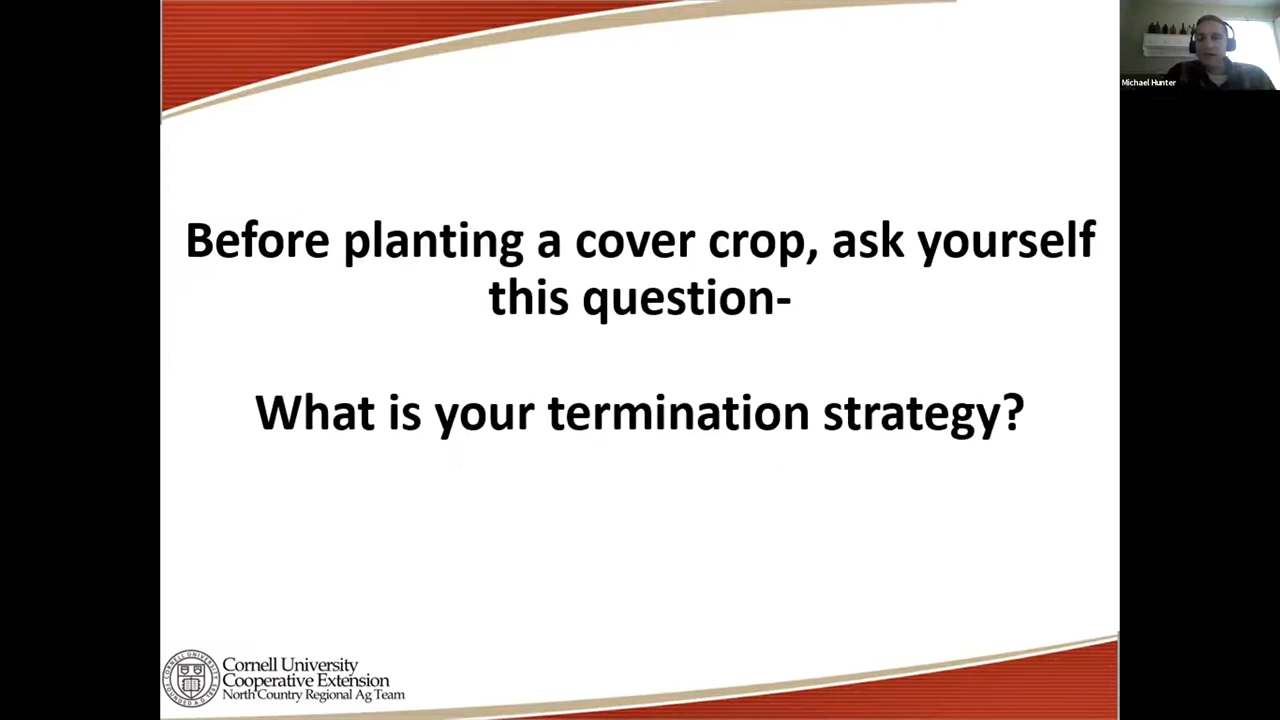 Michael Hunter
Before planting a cover crop, ask yourself
this question-
What is your termination strategy?
Cornell University
Cooperative Extension
North Country Regional Ag Team